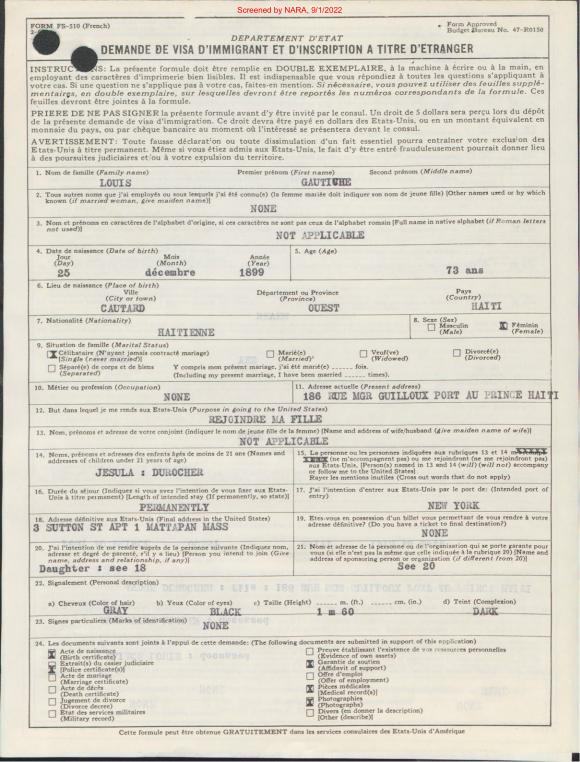 Screened by NARA, 9/1/2022
FORM FS-510 (French)
Form Approved
Budget Bureau No. 47-R0150
DEPARTEMENT D'ETAT
DEMANDE DE VISA D'IMMIGRANT ET D'INSCRIPTION A TITRE D'ETRANGER
INSTRUC NS: La présente formule doit être remplie en DOUBLE EXEMPLAIRE, à la machine à écrire ou à la main, en
employant des caractères d'imprimerie bien lisibles. Il est indispensable que vous répondiez à toutes les questions s'appliquant à
votre cas. Si une question ne s'applique pas à votre cas, faites-en mention. Si nécessaire, vous pouvez utiliser des feuilles supplé-
mentaires, en double exemplaire, sur lesquelles devront être reportés les numéros correspondants de la formule. Ces
feuilles devront être jointes à la formule.
PRIERE DE NE PAS SIGNER la présente formule avant d'y être invité par le consul. Un droit de 5 dollars sera perçu lors du dépôt
de la présente demande de visa d'immigration. Ce droit devra être payé en dollars des Etats-Unis, ou en un montant équivalent en
monnaie du pays, ou par chèque bancaire au moment où l'intéressé se présentera devant le consul.
AVERTISSEMENT: Toute fausse déclaration ou toute dissimulation d'un fait essentiel pourra entraîner votre exclusion des
Etats-Unis à titre permanent. Même si vous étiez admis aux Etats-Unis, le fait d'y être entré frauduleusement pourrait donner lieu
à des poursuites judiciaires et/ou à votre expulsion du territoire.
1. Nom de famille (Family name) Premier prénom (First name) Second prénom (Middle name)
LOUIS GAUTICHE
2. Tous autres noms que j'ai employés ou sous lesquels j'ai été connu(e) (la femme mariée doit indiquer son nom de jeune fille) [Other names used or by which
known (if married woman, give maiden name)]
NONE
3. Nom et prénoms en caractères de l'alphabet d'origine, si ces caractères ne sont pas ceux de l'alphabet romain [Full name in native alphabet (if Roman letters
not used)]
NOT APPLICABLE
4. Date de naissance (Date of birth) 5. Age (Age)
Jour Mois Année
(Day) (Month) (Year)
25 décembre 1899 73 ans
6. Lieu de naissance (Place of birth)
Ville Département ou Province Pays
(City or town) (Province) (Country)
CAUTARD OUEST HAITI
7. Nationalité (Nationality) 8. Sexe (Sex)
HAITIENNE
Masculin X Féminin
(Male) (Female)
9. Situation de famille (Marital Status)
X Célibataire (N'ayant jamais contracté mariage) Marié(e) Veuf(ve) Divorcé(e)
[Single (never married)] (Married) (Widowed) (Divorced)
Séparé(e) de corps et de biens Y compris mon présent mariage, j'ai été marié(e) ...... fois.
(Separated) (Including my present marriage, I have been married ...... times).
10. Métier ou profession (Occupation) 11. Adresse actuelle (Present address)
NONE 186 RUE MGR GUILLOUX PORT AU PRINCE HAITI
12. But dans lequel je me rends aux Etats-Unis (Purpose in going to the United States)
REJOINDRE MA FILLE
13. Nom, prénoms et adresse de votre conjoint (indiquer le nom de jeune fille de la femme) [Name and address of wife/husband (give maiden name of wife)]
NOT APPLICABLE
14. Noms, prénoms et adresses des enfants âgés de moins de 21 ans (Names and
addresses of children under 21 years of age)
JESULA : DUROCHER
15. La personne ou les personnes indiquées aux rubriques 13 et 14
(ne m'accompagnent pas) ou me rejoindront (ne me rejoindront pas)
aux Etats-Unis. [Person(s) named in 13 and 14 (will) (will not) accompany
or follow me to the United States]
Rayer les mentions inutiles (Cross out words that do not apply)
16. Durée du séjour (Indiquez si vous avez l'intention de vous fixer aux Etats-
Unis à titre permanent) [Length of intended stay (If permanently, so state)]
PERMANENTLY
17. J'ai l'intention d'entrer aux Etats-Unis par le port de: (Intended port of
entry)
NEW YORK
18. Adresse définitive aux Etats-Unis (Final address in the United States)
3 SUTTON ST APT 1 MATTAPAN MASS
19. Etes-vous en possession d'un billet vous permettant de vous rendre à votre
adresse définitive? (Do you have a ticket to final destination?)
NONE
20. J'ai l'intention de me rendre auprès de la personne suivante (Indiquez nom,
adresse et degré de parenté, s'il y a lieu) [Person you intend to join (Give
name, address and relationship, if any)]
Daughter : see 18
21. Nom et adresse de la personne ou de l'organisation qui se porte garante pour
vous (si elle n'est pas la même que celle indiquée à la rubrique 20) [Name and
address of sponsoring person or organization (if different from 20)]
See 20
22. Signalement (Personal description)
a) Cheveux (Color of hair) b) Yeux (Color of eyes) c) Taille (Height) ...... m. (ft.) ...... cm. (in.) d) Teint (Complexion)
GRAY BLACK 1 m 60 DARK
23. Signes particuliers (Marks of identification)
NONE
24. Les documents suivants sont joints à l'appui de cette demande: (The following documents are submitted in support of this application)
X Acte de naissance
(Birth certificate)
X Extrait(s) du casier judiciaire
[Police certificate(s)]
Acte de mariage
(Marriage certificate)
Acte de décès
(Death certificate)
Jugement de divorce
(Divorce decree)
Etat des services militaires
(Military record)
Preuve établissant l'existence de vos ressources personnelles
(Evidence of own assets)
X Garantie de soutien
(Affidavit of support)
Offre d'emploi
(Offer of employment)
X Pièces médicales
[Medical record(s)]
X Photographies
(Photographs)
Divers (en donner la description)
[Other (describe)]
Cette formule peut être obtenue GRATUITEMENT dans les services consulaires des Etats-Unis d'Amérique